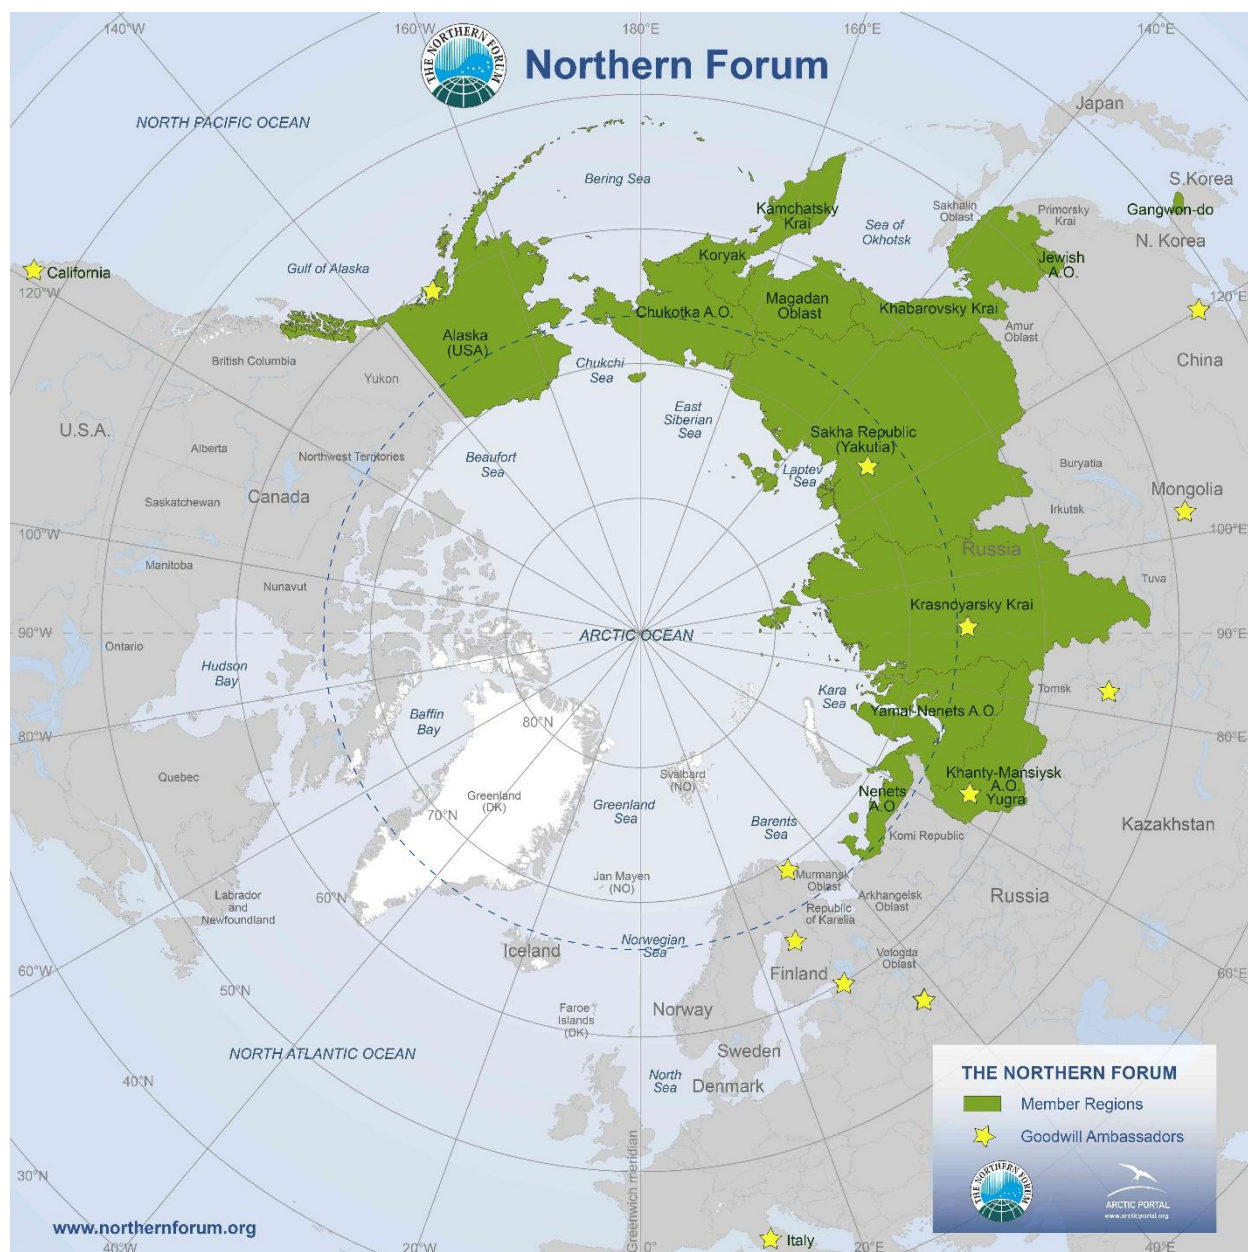 140°W
160°W
180°E
160°E
140°E
THE NORTHERN FORUM
Northern Forum
NORTH PACIFIC OCEAN
Japan
Bering Sea
S.Korea
Kamchatsky
Krai
Sakhalin
Oblast
Primorsky
Krai
Gangwon-do
Sea of
Okhotsk
N. Korea
Koryak
Jewish
A.O.
Gulf of Alaska
California
120°W
120°E
Chukotka A.O.
Magadan
Oblast
Khabarovsky Krai
Alaska
(USA)
Amur
Oblast
British Columbia
Yukon
Chukchi
Sea
China
East
Siberian
Sea
U.S.A.
Alberta
Northwest Territories
Beaufort
Sea
Sakha Republic
(Yakutia)
Laptev
Sea
Buryatia
Saskatchewan
Canada
Mongolia
Irkutsk
100°W
100°E
Russia
Manitoba
Nunavut
Tuva
Krasnoyarsky Krai
90°W
ARCTIC OCEAN
90°E
Ontario
Hudson
Bay
Kara
Sea
Tomsk
Baffin
Bay
80°N
Yamal-Nenets A.O.
80°W
80°E
Quebec
Svalbard
(NO)
Khanty-Mansiysk
A.O.
Yugra
Greenland
(DK)
Greenland
Sea
Nenets
A.O.
70°N
Barents
Sea
Komi Republic
Kazakhstan
Jan Mayen
(NO)
Murmansk
Oblast
Labrador
and
Newfoundland
60°N
Arkhangelsk
Oblast
Russia
Republic
of Karelia
Iceland
Norwegian
Sea
Vologda
Oblast
60°W
Finland
60°E
50°N
Faroe
Islands
(DK)
Norway
NORTH ATLANTIC OCEAN
Sweden
North
Sea
Denmark
40°N
THE NORTHERN FORUM
Member Regions
Goodwill Ambassadors
THE NORTHERN FORUM
ARCTIC PORTAL
www.arcticportal.org
30°N
Greenwich meridian
www.northernforum.org
Italy
40°W
20°W
0°
20°E
40°E